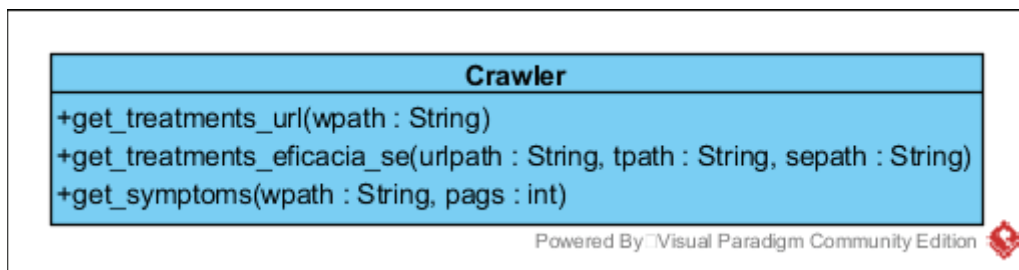 Crawler
+get_treatments_url(wpath : String)
+get_treatments_eficacia_se(urlpath : String, tpath : String, sepath : String)
+get_symptoms(wpath : String, pags : int)
Powered By Visual Paradigm Community Edition